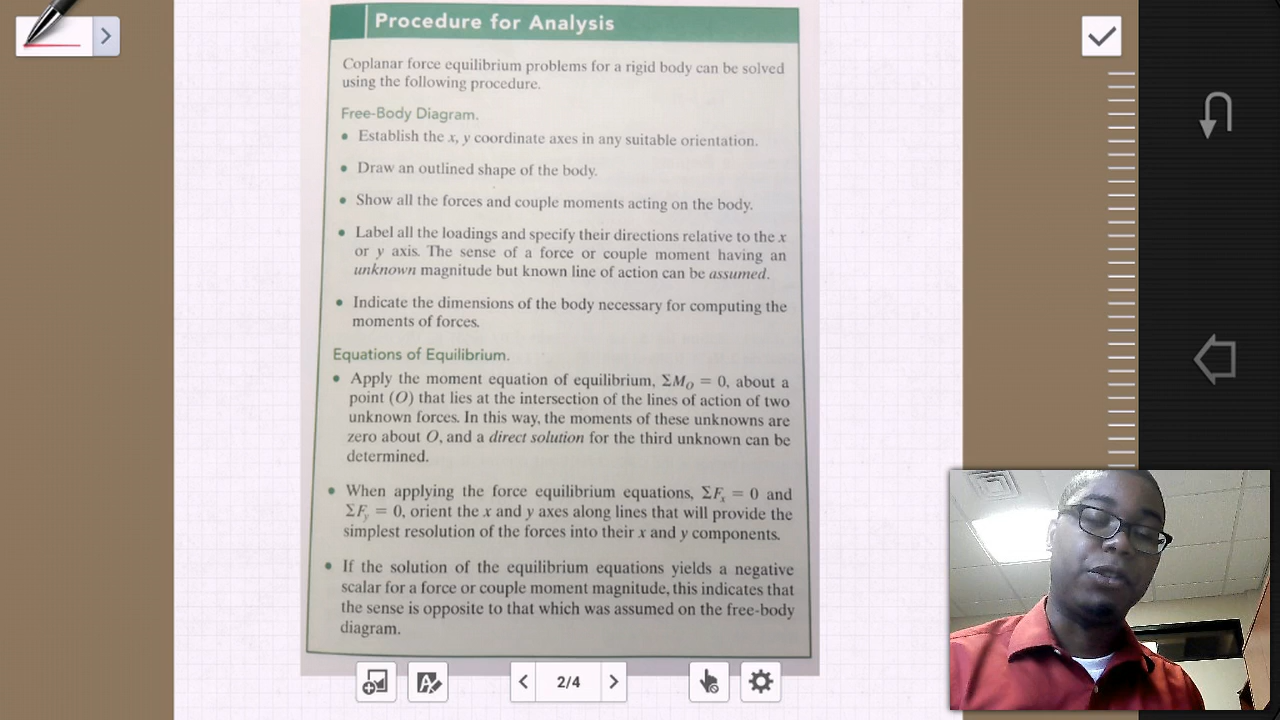 Procedure for Analysis
Coplanar force equilibrium problems for a rigid body can be solved
using the following procedure.
Free-Body Diagram.
• Establish the x, y coordinate axes in any suitable orientation.
• Draw an outlined shape of the body.
• Show all the forces and couple moments acting on the body.
• Label all the loadings and specify their directions relative to the x
or y axis. The sense of a force or couple moment having an
unknown magnitude but known line of action can be assumed.
• Indicate the dimensions of the body necessary for computing the
moments of forces.
Equations of Equilibrium.
• Apply the moment equation of equilibrium, ΣM_O = 0, about a
point (O) that lies at the intersection of the lines of action of two
unknown forces. In this way, the moments of these unknowns are
zero about O, and a direct solution for the third unknown can be
determined.
• When applying the force equilibrium equations, ΣF_x = 0 and
ΣF_y = 0, orient the x and y axes along lines that will provide the
simplest resolution of the forces into their x and y components.
• If the solution of the equilibrium equations yields a negative
scalar for a force or couple moment magnitude, this indicates that
the sense is opposite to that which was assumed on the free-body
diagram.
2/4